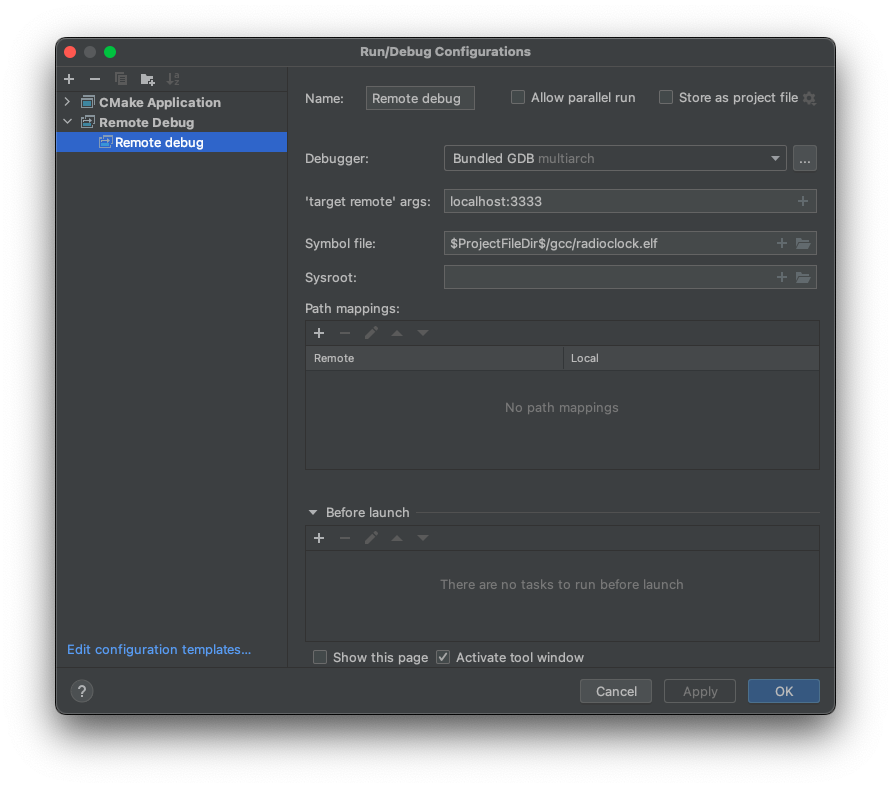 Run/Debug Configurations
CMake Application
Remote Debug
Remote debug
Edit configuration templates...
Name: Remote debug Allow parallel run Store as project file
Debugger: Bundled GDB multiarch ...
'target remote' args: localhost:3333
Symbol file: $ProjectFileDir$/gcc/radioclock.elf
Sysroot:
Path mappings:
Remote Local
No path mappings
Before launch
There are no tasks to run before launch
Show this page Activate tool window
? Cancel Apply OK